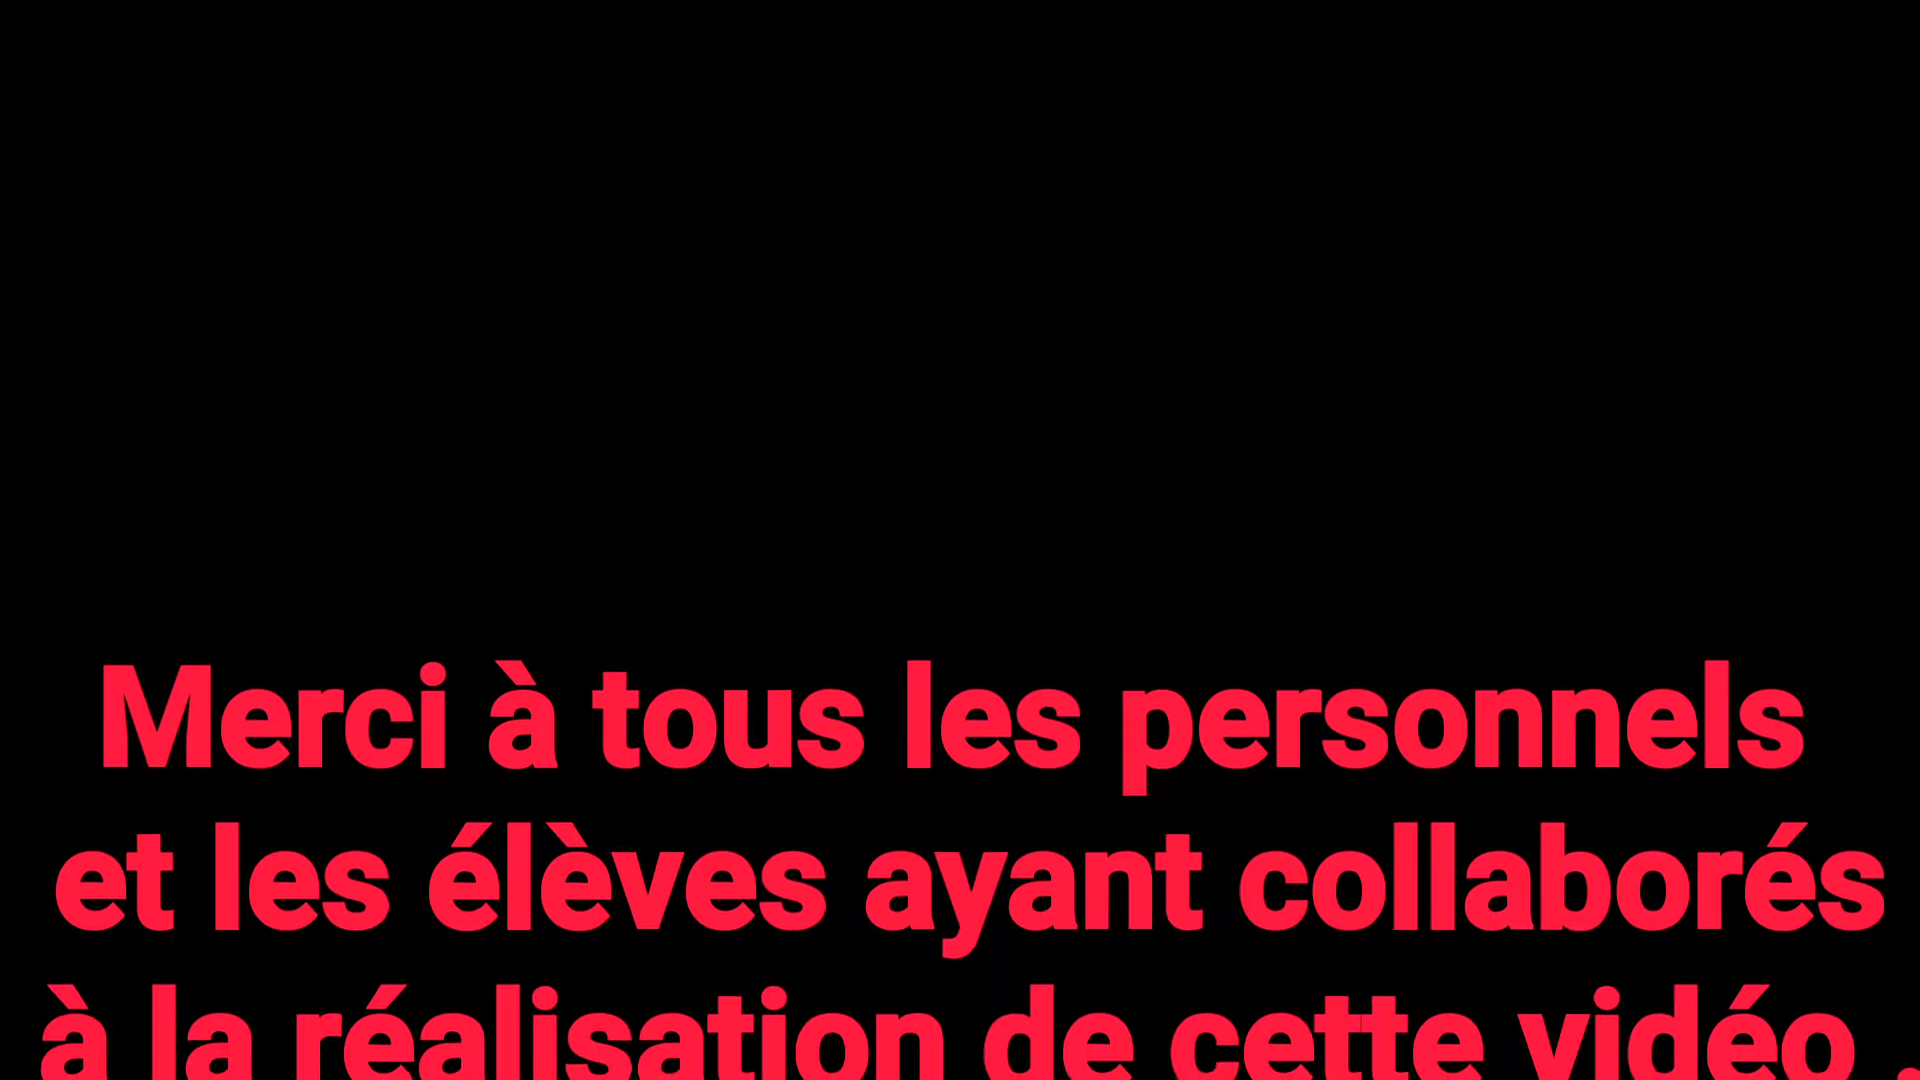 Merci à tous les personnels
et les élèves ayant collaborés
à la réalisation de cette vidéo .